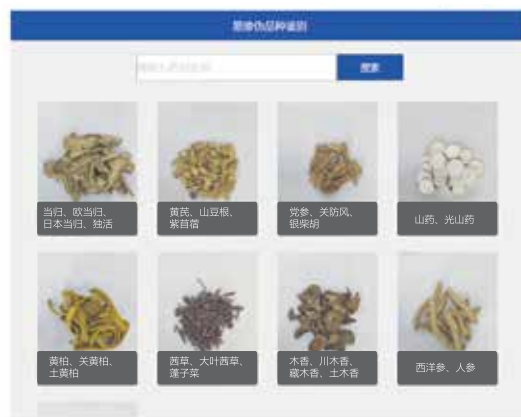 易掺伪品种鉴别
搜索
当归、欧当归、
日本当归、独活
黄芪、山豆根、
紫苜蓿
党参、关防风、
银柴胡
山药、光山药
黄柏、关黄柏、
土黄柏
茜草、大叶茜草、
蓬子菜
木香、川木香、
藏木香、土木香
西洋参、人参